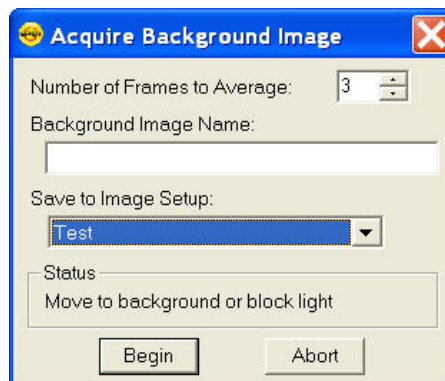 Acquire Background Image
Number of Frames to Average: 3
Background Image Name:
Save to Image Setup:
Test
Status
Move to background or block light
Begin Abort